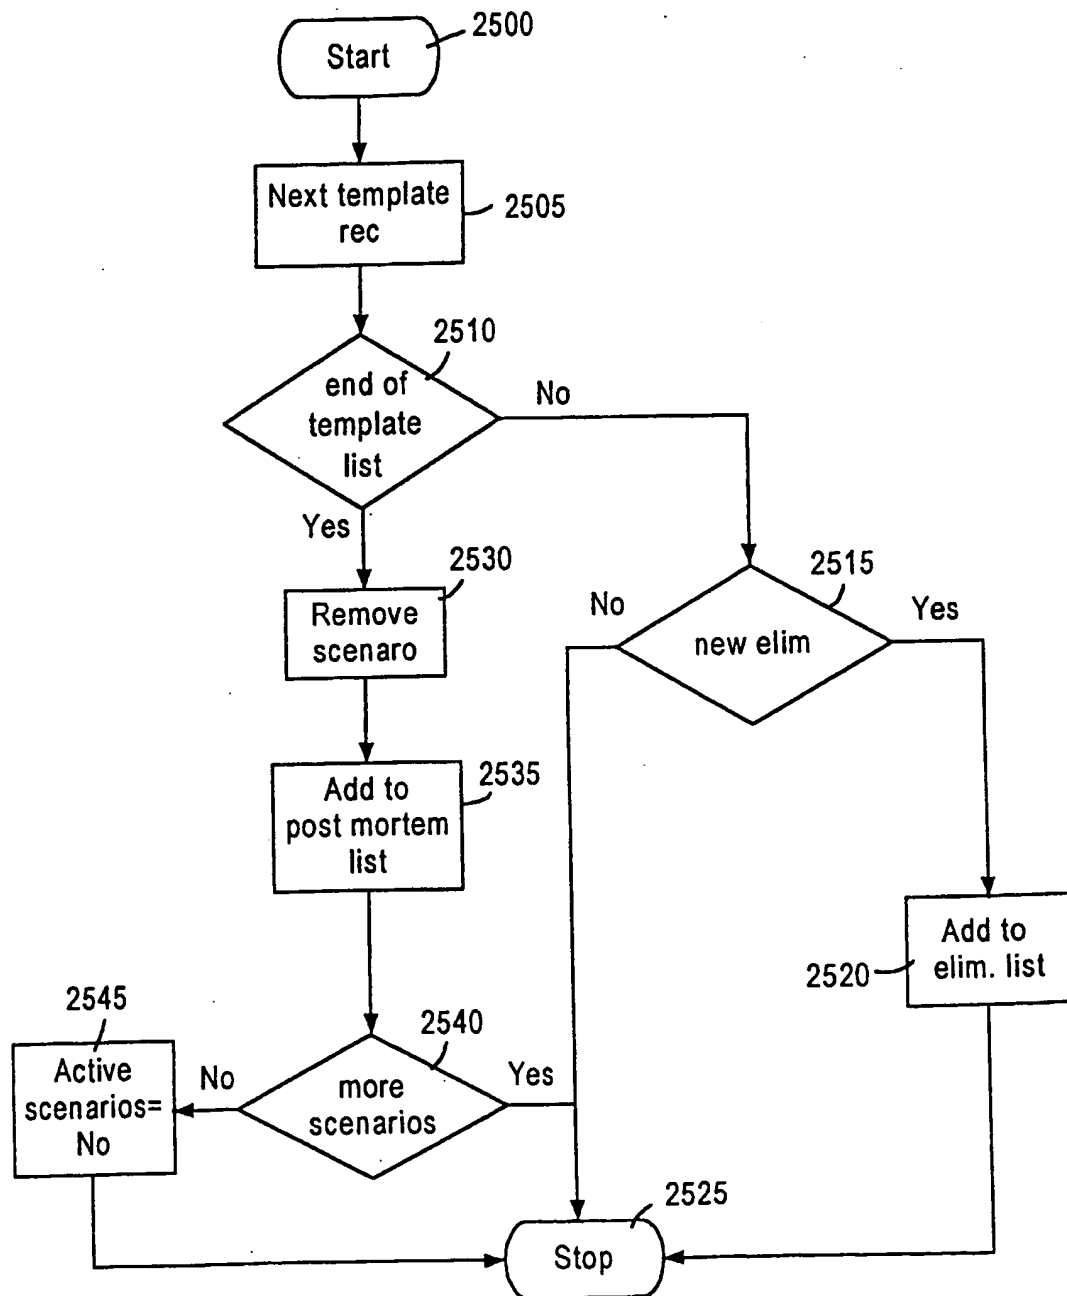 2500
Start
Next template
rec
2505
2510
end of
template
list
No
Yes
2530
Remove
scenaro
2515
No
Yes
new elim
2535
Add to
post mortem
list
2520
Add to
elim. list
2545
Active
scenarios=
No
No
2540
more
scenarios
Yes
2525
Stop